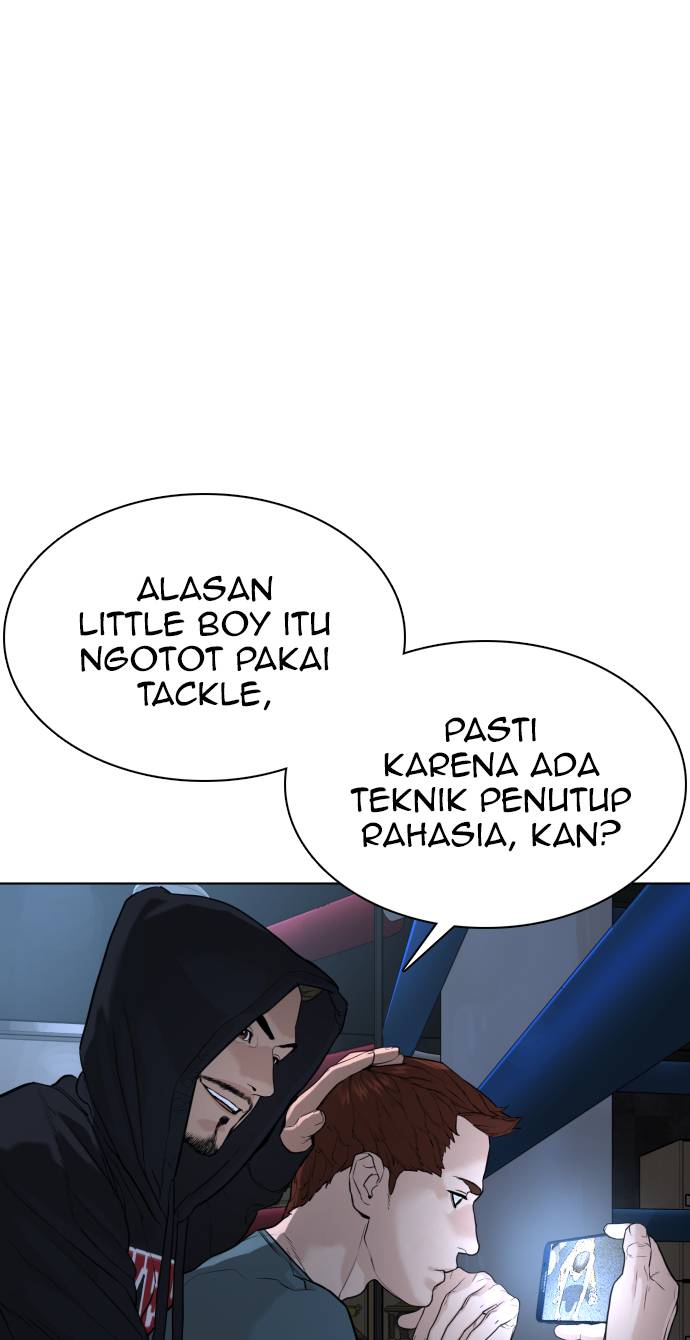 ALASAN
LITTLE BOY ITU
NGOTOT PAKAI
TACKLE,
PASTI
KARENA ADA
TEKNIK PENUTUP
RAHASIA, KAN?